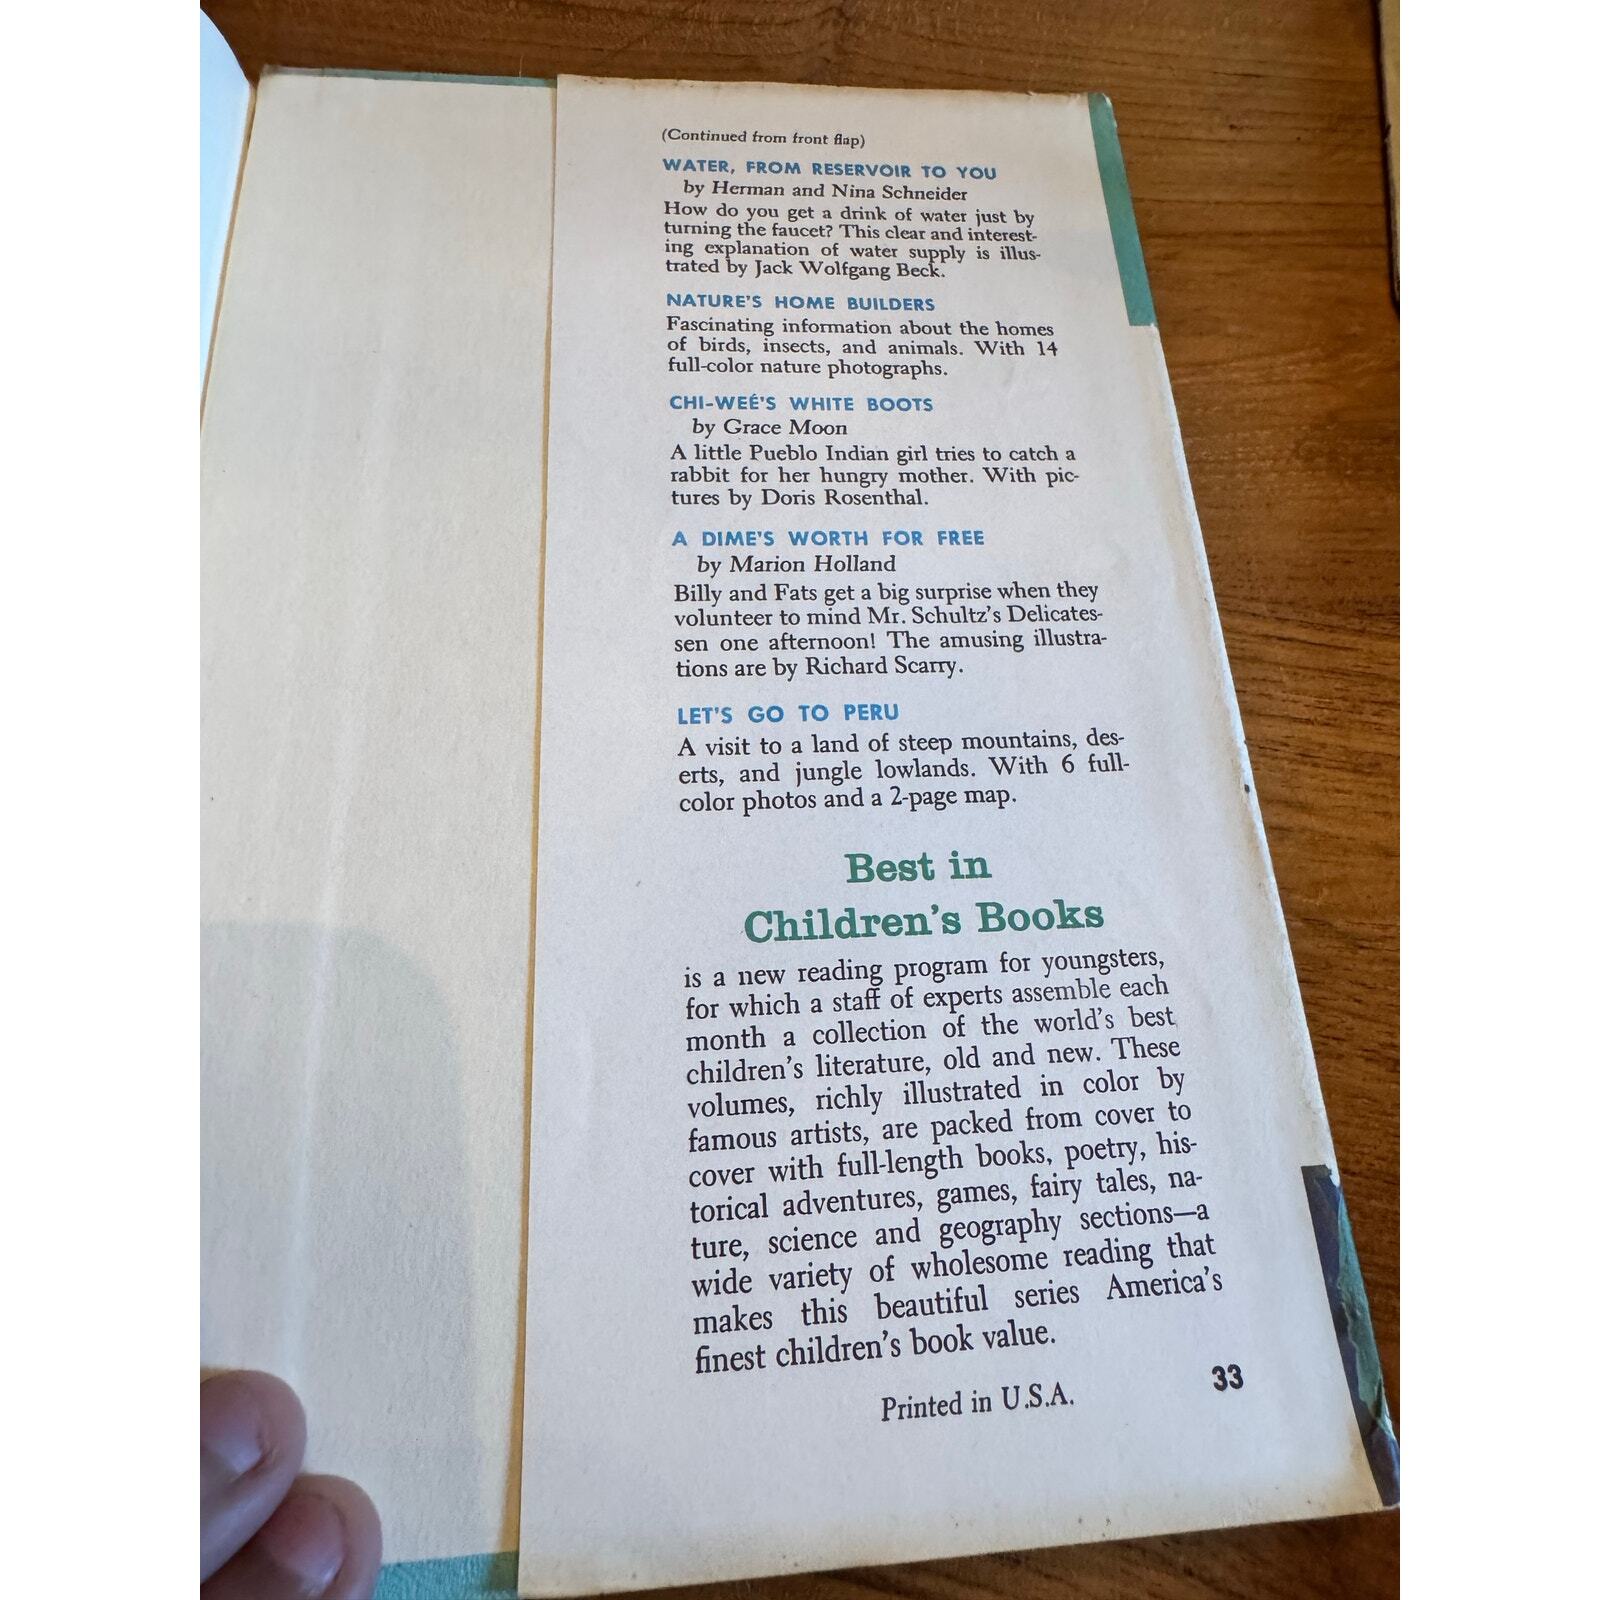 (Continued from front flap)
WATER, FROM RESERVOIR TO YOU
by Herman and Nina Schneider
How do you get a drink of water just by
turning the faucet? This clear and interest-
ing explanation of water supply is illus-
trated by Jack Wolfgang Beck.
NATURE'S HOME BUILDERS
Fascinating information about the homes
of birds, insects, and animals. With 14
full-color nature photographs.
CHI-WEÉ'S WHITE BOOTS
by Grace Moon
A little Pueblo Indian girl tries to catch a
rabbit for her hungry mother. With pic-
tures by Doris Rosenthal.
A DIME'S WORTH FOR FREE
by Marion Holland
Billy and Fats get a big surprise when they
volunteer to mind Mr. Schultz's Delicates-
sen one afternoon! The amusing illustra-
tions are by Richard Scarry.
LET'S GO TO PERU
A visit to a land of steep mountains, des-
erts, and jungle lowlands. With 6 full-
color photos and a 2-page map.
Best in
Children's Books
is a new reading program for youngsters,
for which a staff of experts assemble each
month a collection of the world's best
children's literature, old and new. These
volumes, richly illustrated in color by
famous artists, are packed from cover to
cover with full-length books, poetry, his-
torical adventures, games, fairy tales, na-
ture, science and geography sections—a
wide variety of wholesome reading that
makes this beautiful series America's
finest children's book value.
33
Printed in U.S.A.